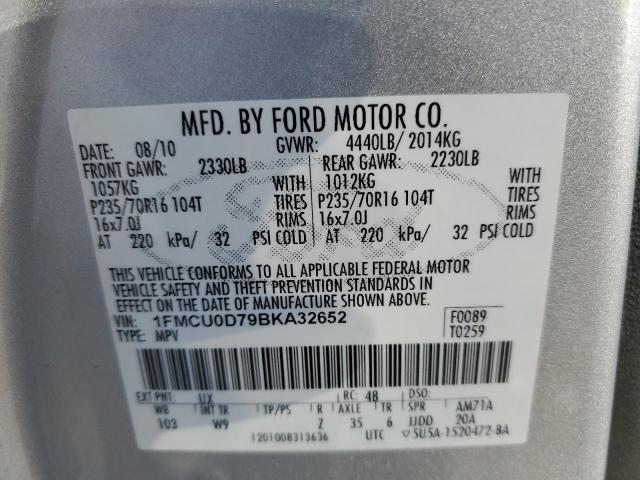 MFD. BY FORD MOTOR CO.
DATE: 08/10 GVWR: 4440LB/ 2014KG
FRONT GAWR: 2330LB REAR GAWR: 2230LB
1057KG WITH 1012KG WITH
P235/70R16 104T TIRES P235/70R16 104T TIRES
16x7.0J RIMS 16x7.0J RIMS
AT 220 kPa/ 32 PSI COLD AT 220 kPa/ 32 PSI COLD
THIS VEHICLE CONFORMS TO ALL APPLICABLE FEDERAL MOTOR
VEHICLE SAFETY AND THEFT PREVENTION STANDARDS IN
EFFECT ON THE DATE OF MANUFACTURE SHOWN ABOVE.
VIN: 1FMCU0D79BKA32652 F0089
TYPE: MPV T0259
EXT PNT: UX RC: 48 DSO:
WB INT TR TP/PS R AXLE TR SPR AM71A
103 W9 Z 35 6 JJDD 20A
1201008313636 UTC 5U5A-1520472-BA